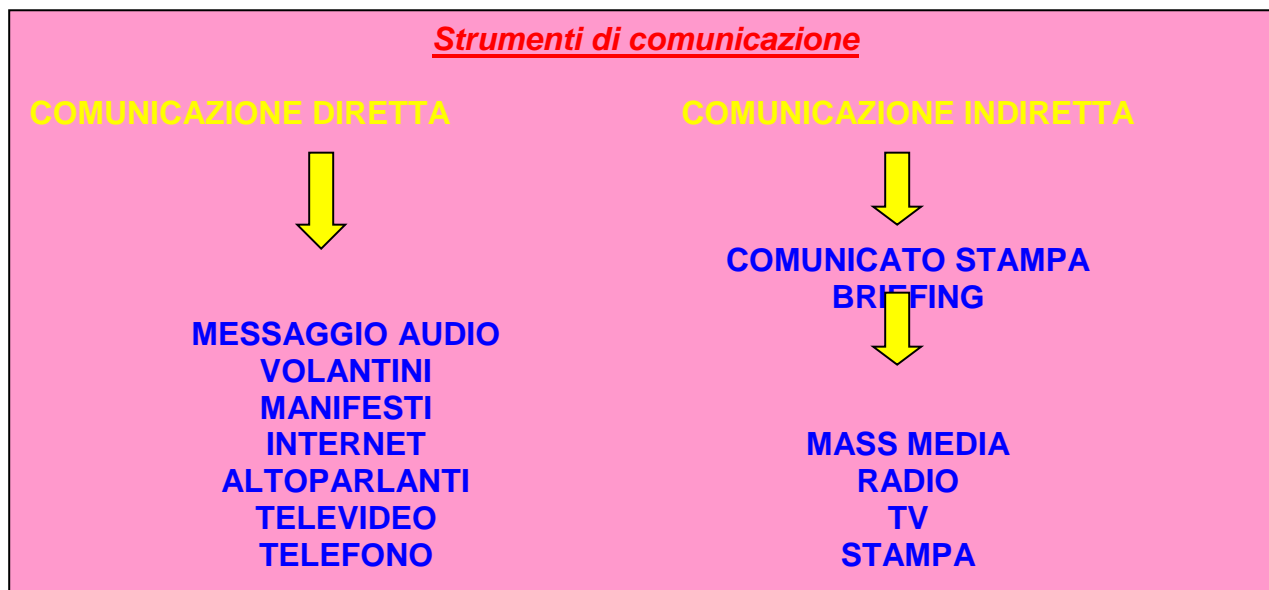 Strumenti di comunicazione
COMUNICAZIONE DIRETTA
MESSAGGIO AUDIO
VOLANTINI
MANIFESTI
INTERNET
ALTOPARLANTI
TELEVIDEO
TELEFONO
COMUNICAZIONE INDIRETTA
COMUNICATO STAMPA
BRIEFING
MASS MEDIA
RADIO
TV
STAMPA